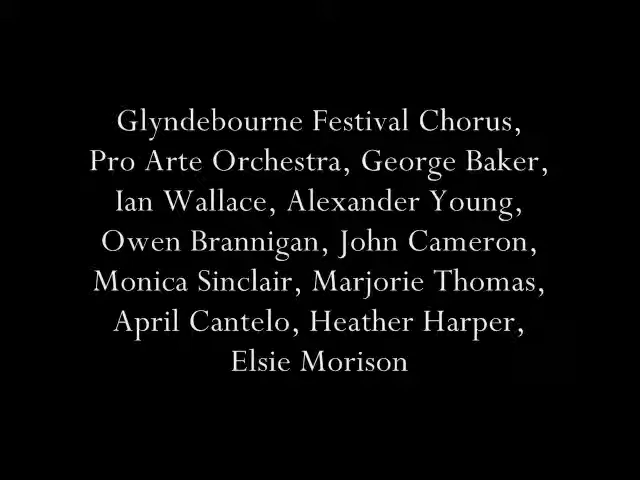 Glyndebourne Festival Chorus,
Pro Arte Orchestra, George Baker,
Ian Wallace, Alexander Young,
Owen Brannigan, John Cameron,
Monica Sinclair, Marjorie Thomas,
April Cantelo, Heather Harper,
Elsie Morison